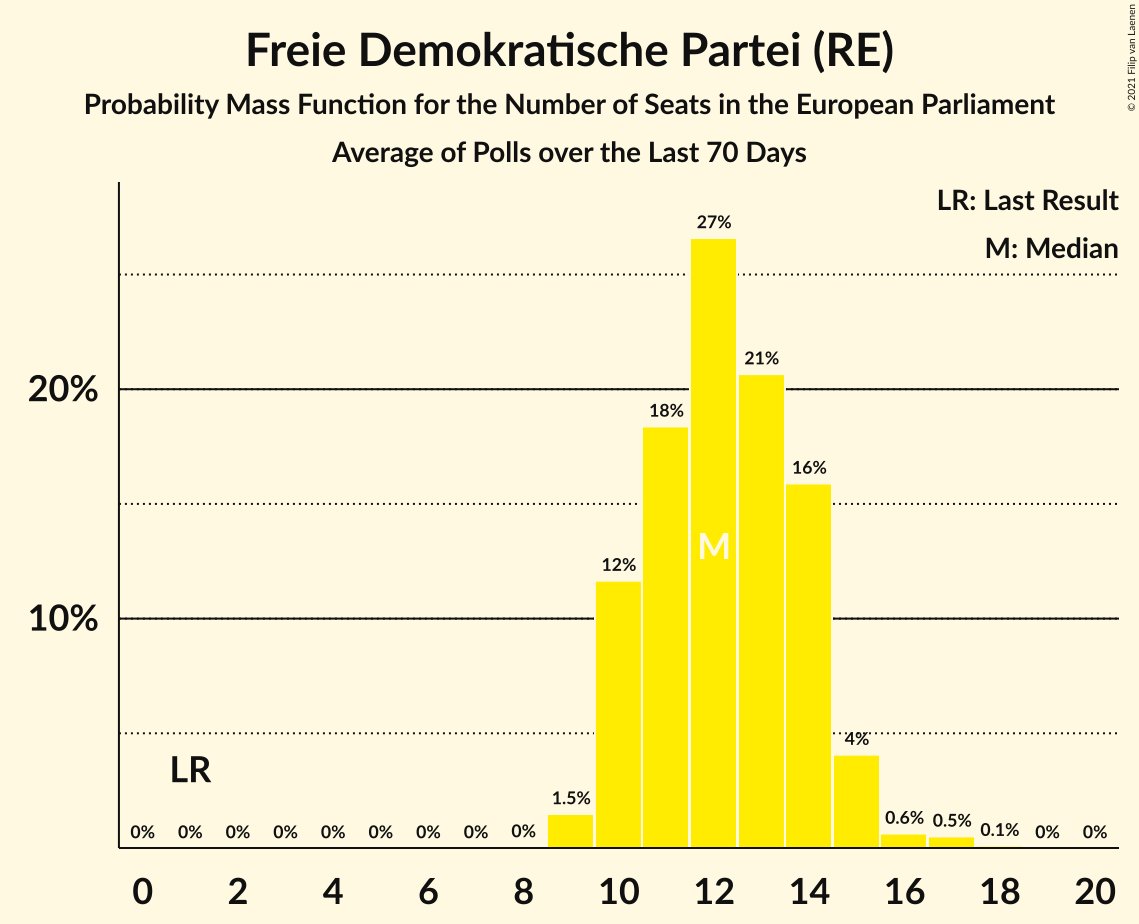 Freie Demokratische Partei (RE)
Probability Mass Function for the Number of Seats in the European Parliament
Average of Polls over the Last 70 Days
© 2021 Filip van Laenen
LR: Last Result
M: Median
27%
21%
20%
18%
16%
M
12%
10%
4%
LR
1.5%
0% 0% 0% 0% 0% 0% 0% 0% 0% 0.6% 0.5% 0.1% 0% 0%
0 2 4 6 8 10 12 14 16 18 20